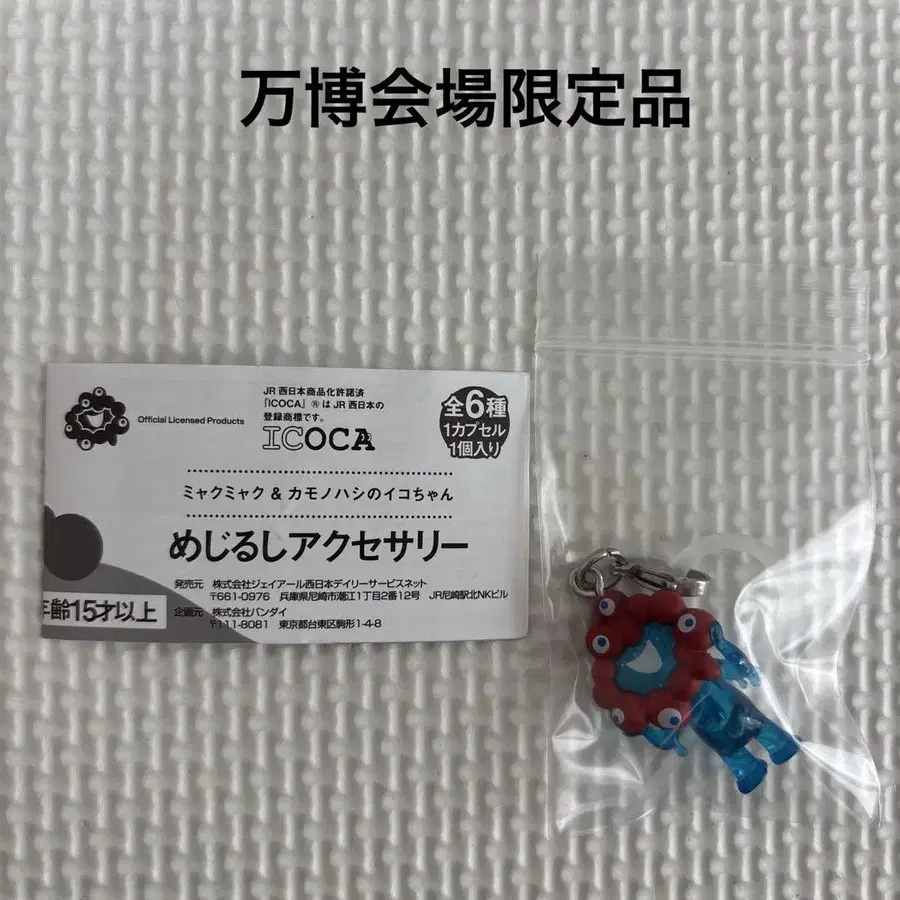 万博会場限定品
Official Licensed Products
JR西日本商品化許諾済
「ICOCA」®はJR西日本の
登録商標です。
ICOCA
全6種
1カプセル
1個入り
ミャクミャク & カモノハシのイコちゃん
めじるしアクセサリー
発売元 株式会社ジェイアール西日本デイリーサービスネット
〒661-0976 兵庫県尼崎市潮江1丁目2番12号 JR尼崎駅北NKビル
年齢15才以上
企画元 株式会社バンダイ
〒111-8081 東京都台東区駒形1-4-8